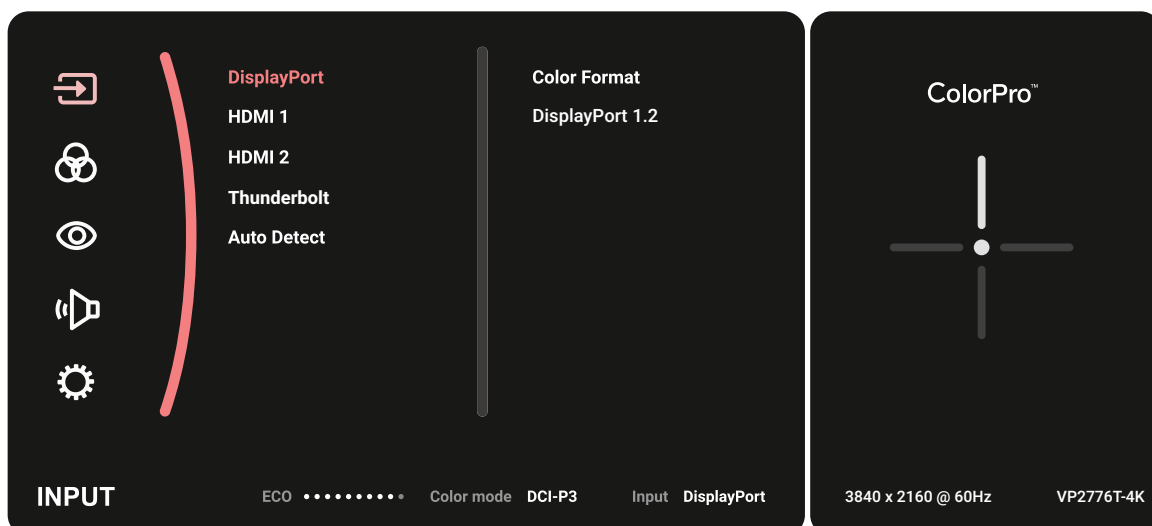 DisplayPort
HDMI 1
HDMI 2
Thunderbolt
Auto Detect
Color Format
DisplayPort 1.2
INPUT
ECO
Color mode DCI-P3
Input DisplayPort
ColorPro™
3840 x 2160 @ 60Hz
VP2776T-4K